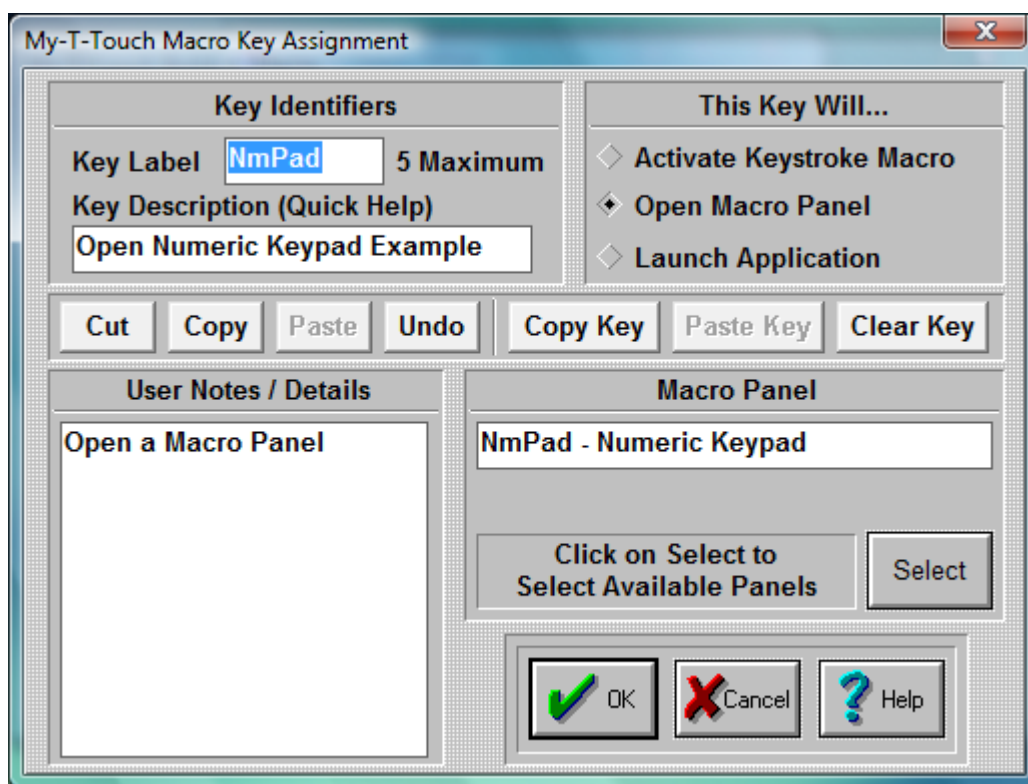 My-T-Touch Macro Key Assignment
Key Identifiers
Key Label NmPad 5 Maximum
Key Description (Quick Help)
Open Numeric Keypad Example
This Key Will...
Activate Keystroke Macro
Open Macro Panel
Launch Application
Cut Copy Paste Undo Copy Key Paste Key Clear Key
User Notes / Details
Open a Macro Panel
Macro Panel
NmPad - Numeric Keypad
Click on Select to
Select Available Panels
Select
OK Cancel Help